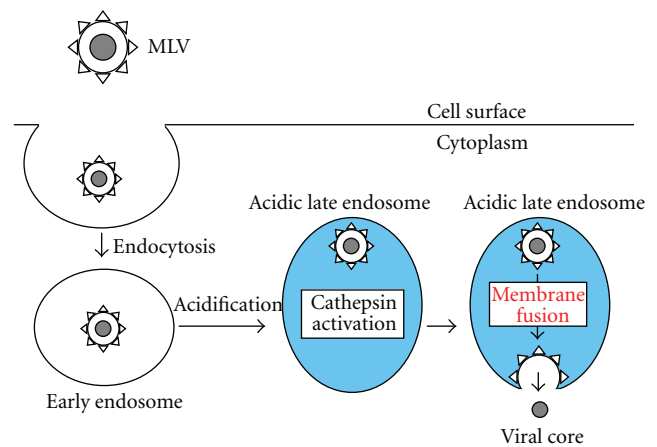 MLV
Cell surface
Cytoplasm
Endocytosis
Early endosome
Acidification
Acidic late endosome
Cathepsin
activation
Acidic late endosome
Membrane
fusion
Viral core